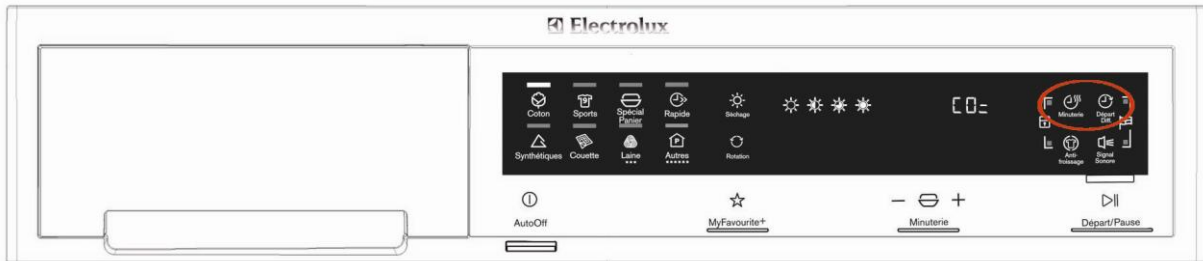 Electrolux
Coton
Sports
Spécial
Panier
Rapide
Séchage
Minuterie
Départ
Diff.
Synthétiques
Couette
Laine
Autres
Rotation
Anti-
froissage
Signal
Sonore
AutoOff
MyFavourite+
Minuterie
Départ/Pause